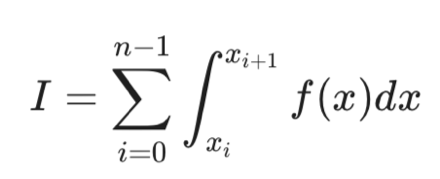 $I = \sum_{i=0}^{n-1} \int_{x_i}^{x_{i+1}} f(x)dx$